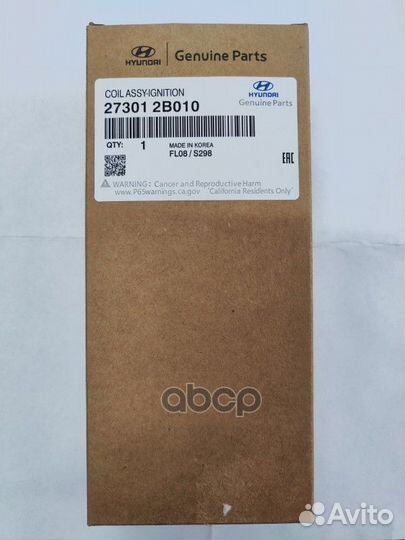 HYUNDAI | Genuine Parts
COIL ASSY-IGNITION
27301 2B010
HYUNDAI
Genuine Parts
QTY: 1 MADE IN KOREA
FL08 / S298
EAC
WARNING: Cancer and Reproductive Harm
www.P65warnings.ca.gov California Residents Only
abcp
Avito